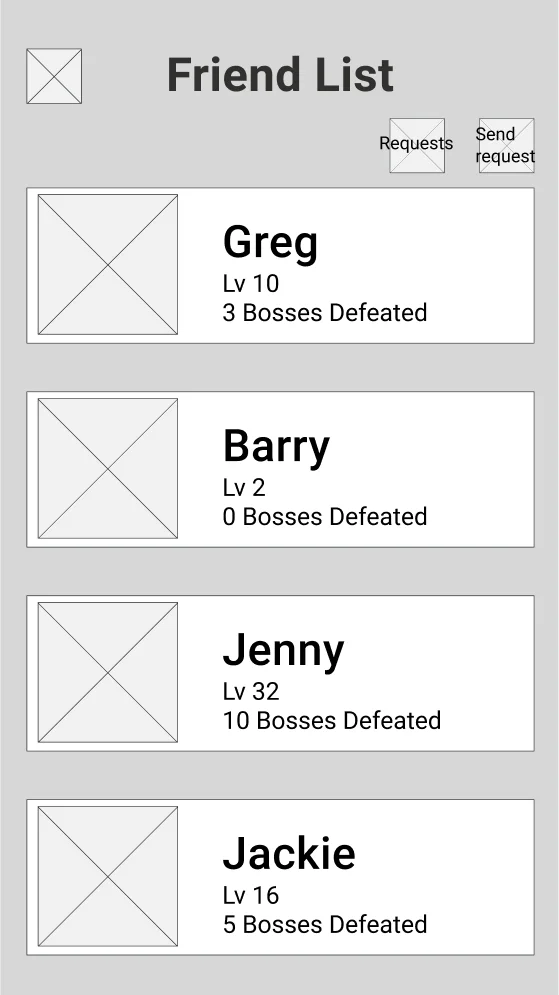 Friend List
Requests
Send
request
Greg
Lv 10
3 Bosses Defeated
Barry
Lv 2
0 Bosses Defeated
Jenny
Lv 32
10 Bosses Defeated
Jackie
Lv 16
5 Bosses Defeated